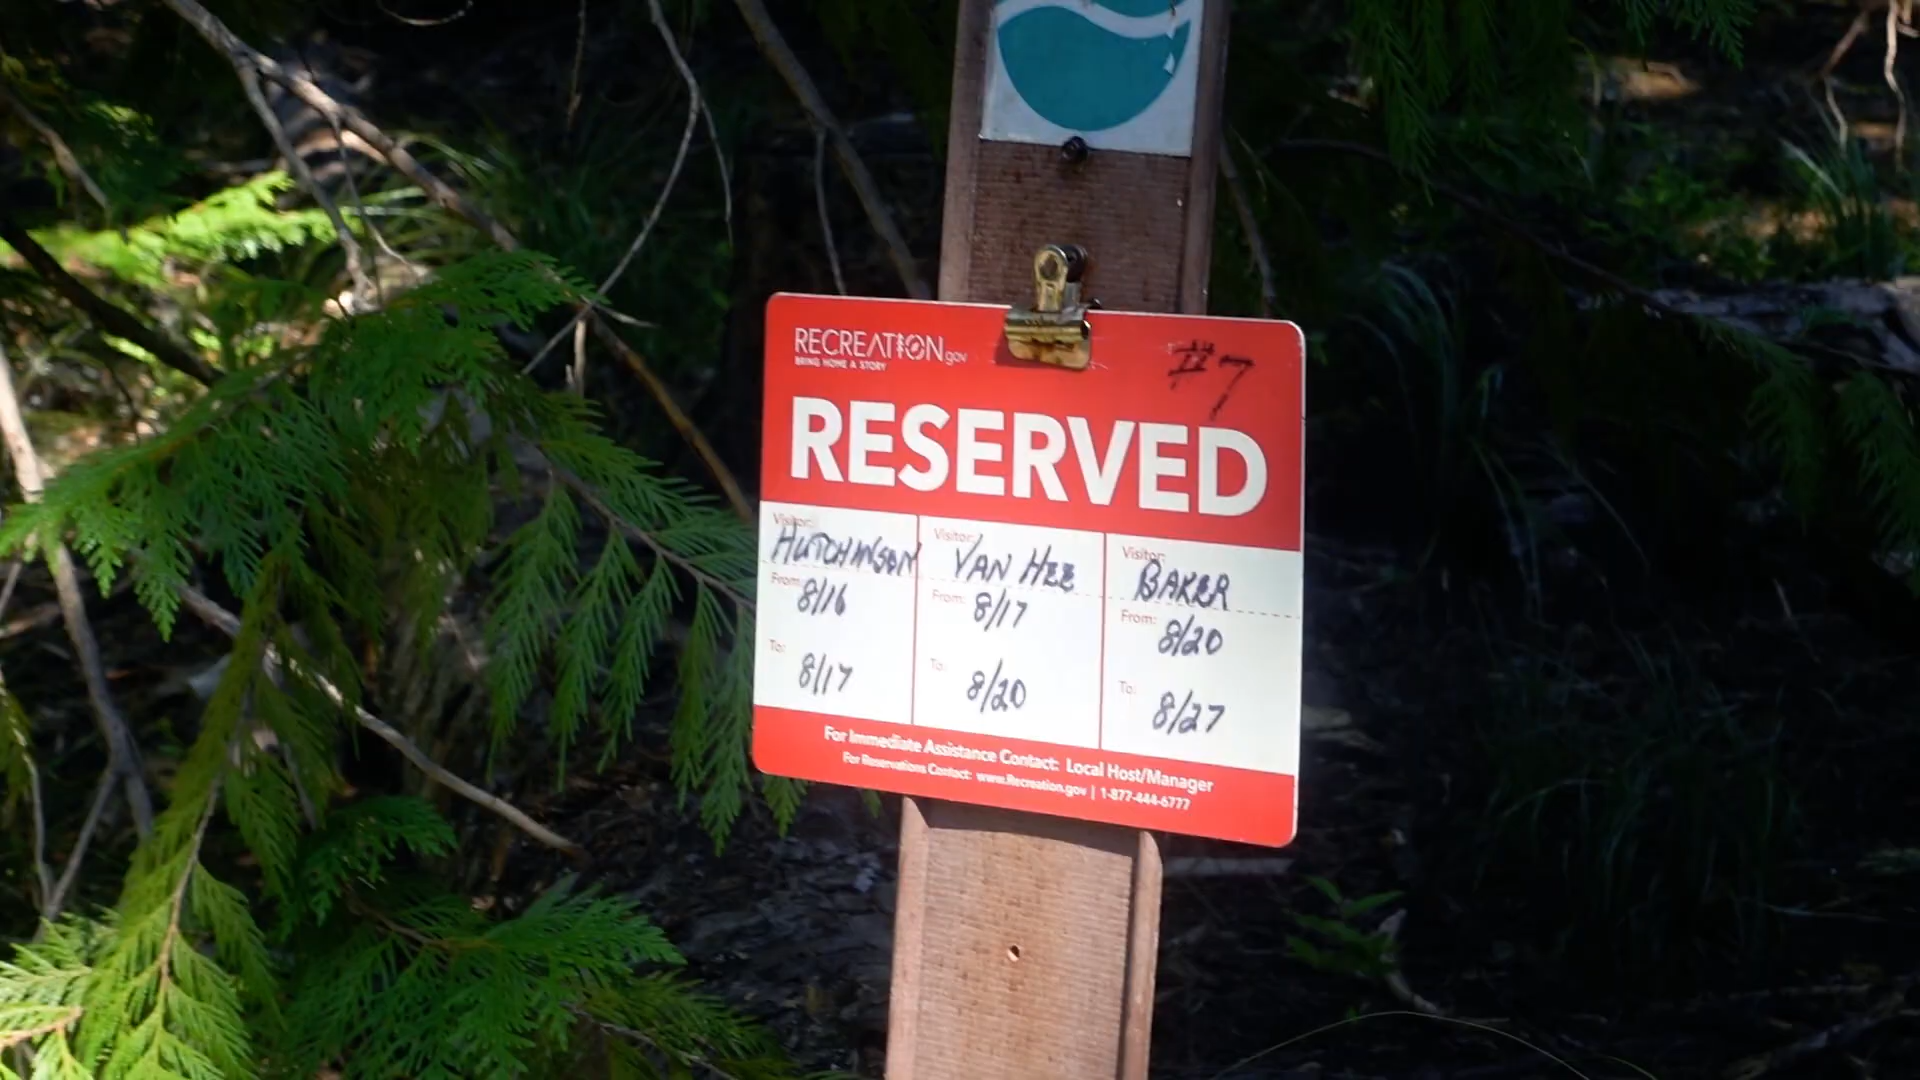 RECREATION.gov
BRING HOME A STORY
#7
RESERVED
Visitor:
HUTCHINSON
From:
8/16
To:
8/17
Visitor:
VAN HEE
From:
8/17
To:
8/20
Visitor:
BAKER
From:
8/20
To:
8/27
For Immediate Assistance Contact: Local Host/Manager
For Reservations Contact: www.Recreation.gov | 1-877-444-6777